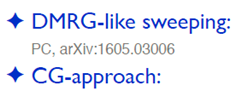 ✦ DMRG-like sweeping:
PC, arXiv:1605.03006
✦ CG-approach: